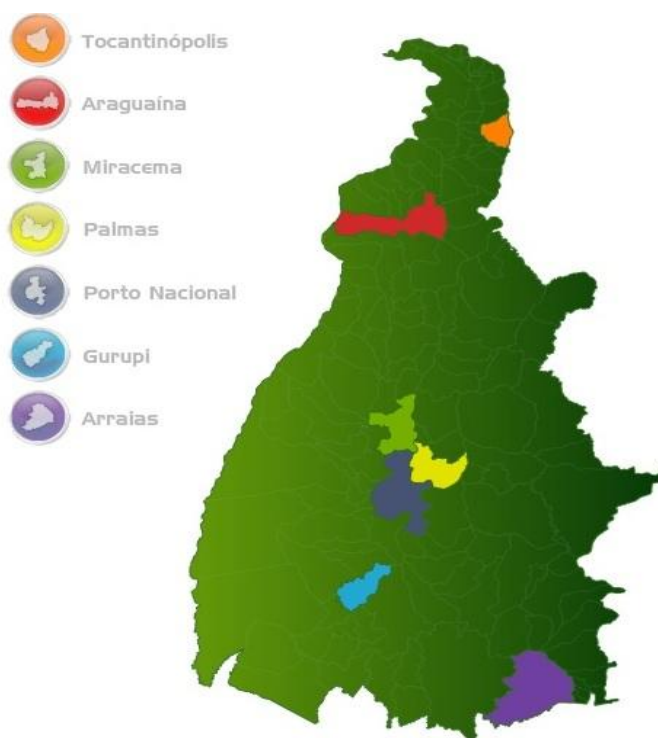 Tocantinópolis
Araguaína
Miracema
Palmas
Porto Nacional
Gurupi
Arraias